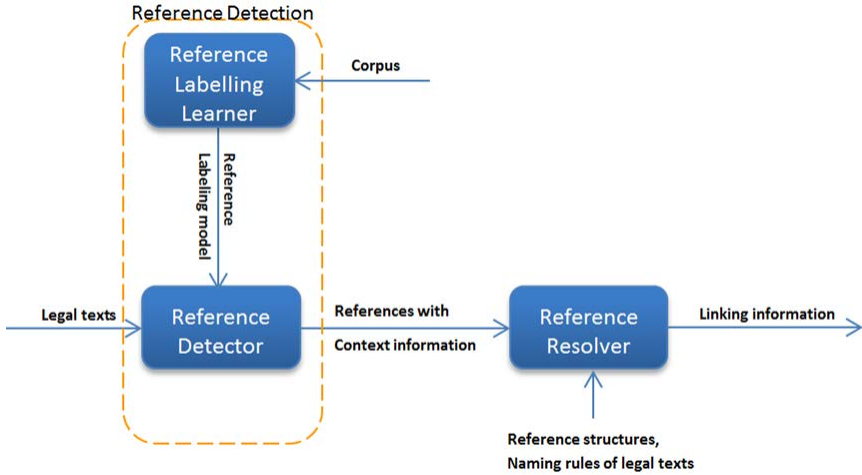 Reference Detection
Reference
Labelling
Learner
Corpus
Reference
Labeling model
Legal texts
Reference
Detector
References with
Context information
Reference
Resolver
Linking information
Reference structures,
Naming rules of legal texts